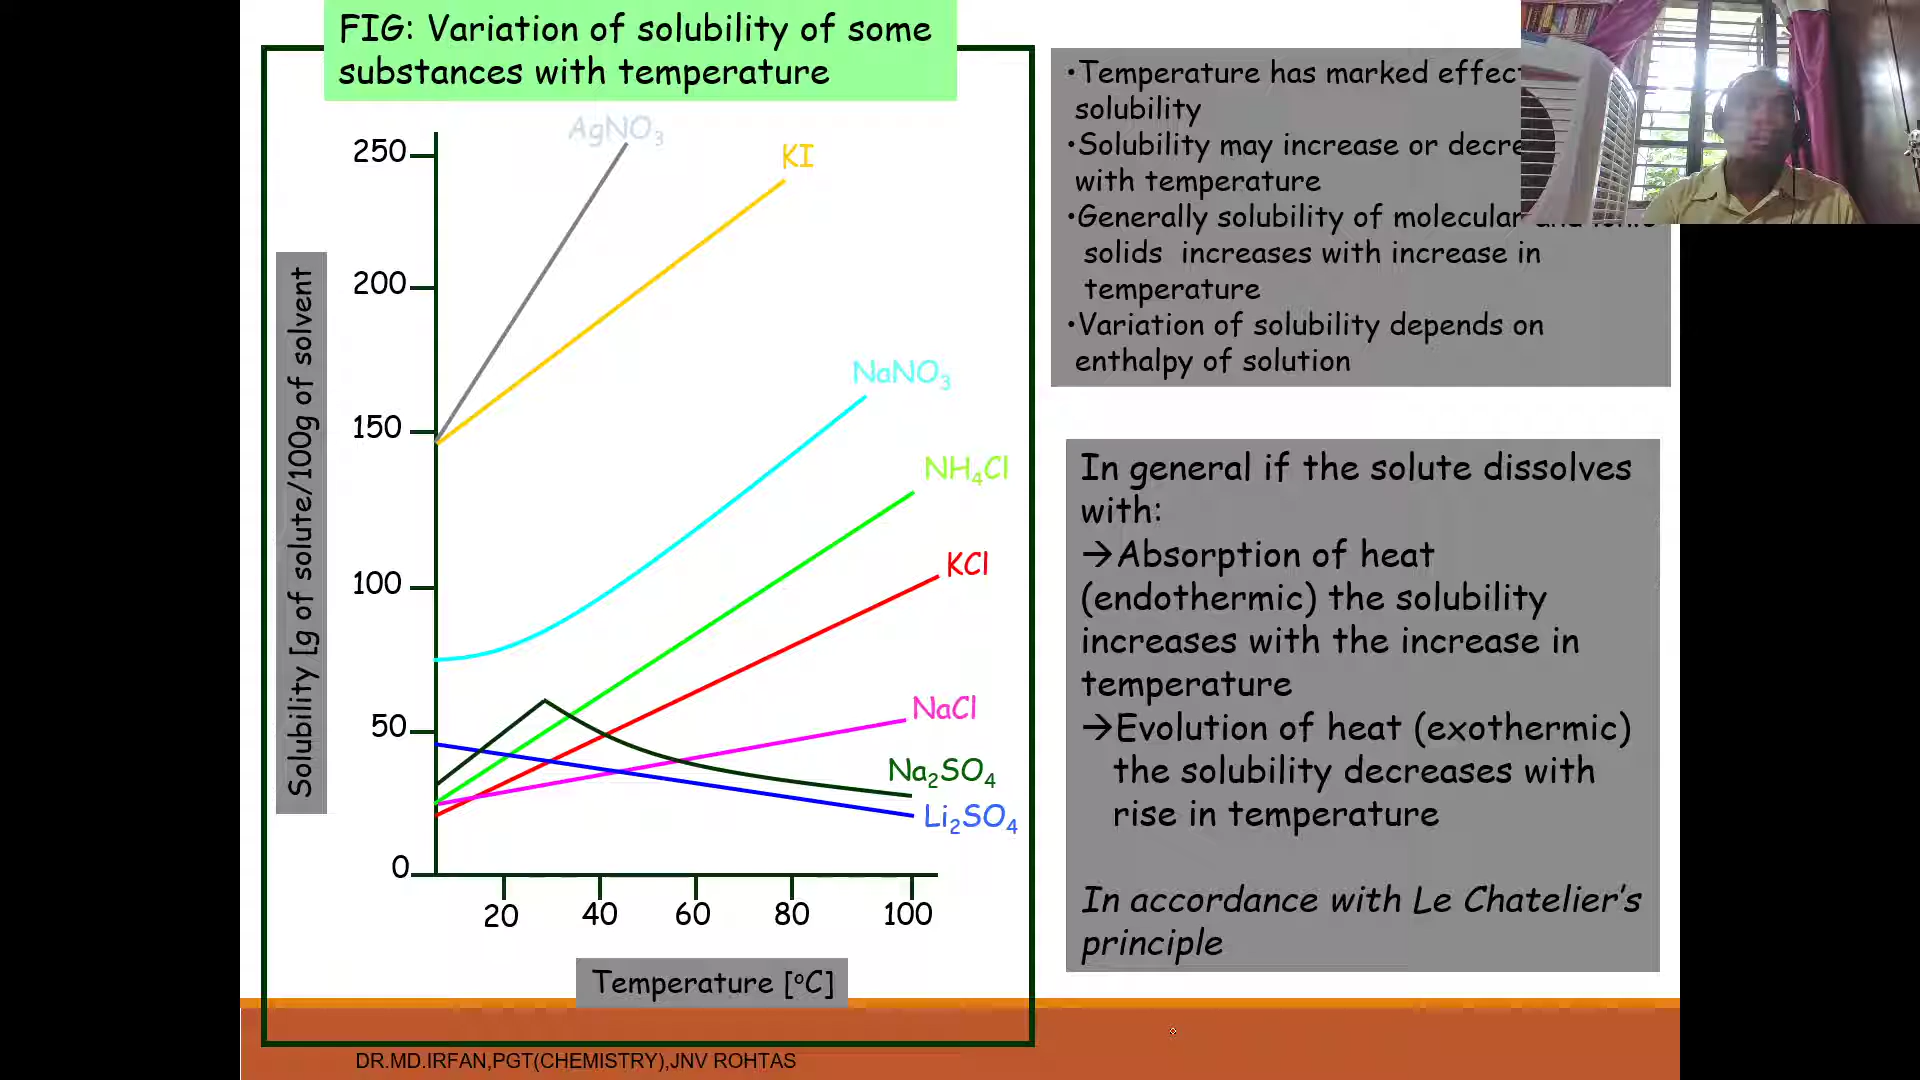 FIG: Variation of solubility of some
substances with temperature
AgNO₃
KI
NaNO₃
NH₄Cl
KCl
NaCl
Na₂SO₄
Li₂SO₄
250
200
150
100
50
0
20 40 60 80 100
Solubility [g of solute/100g of solvent
Temperature [°C]
•Temperature has marked
solubility
•Solubility may increase or
with temperature
•Generally solubility of molecular
solids increases with increase in
temperature
•Variation of solubility depends on
enthalpy of solution
In general if the solute dissolves
with:
→Absorption of heat
(endothermic) the solubility
increases with the increase in
temperature
→Evolution of heat (exothermic)
the solubility decreases with
rise in temperature
In accordance with Le Chatelier's
principle
DR.MD.IRFAN,PGT(CHEMISTRY),JNV ROHTAS